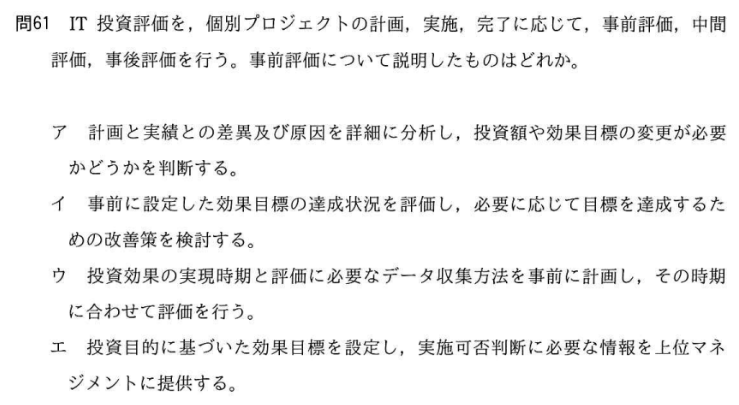 問61　IT 投資評価を，個別プロジェクトの計画，実施，完了に応じて，事前評価，中間
評価，事後評価を行う。事前評価について説明したものはどれか。
ア　計画と実績との差異及び原因を詳細に分析し，投資額や効果目標の変更が必要
かどうかを判断する。
イ　事前に設定した効果目標の達成状況を評価し，必要に応じて目標を達成するた
めの改善策を検討する。
ウ　投資効果の実現時期と評価に必要なデータ収集方法を事前に計画し，その時期
に合わせて評価を行う。
エ　投資目的に基づいた効果目標を設定し，実施可否判断に必要な情報を上位マネ
ジメントに提供する。